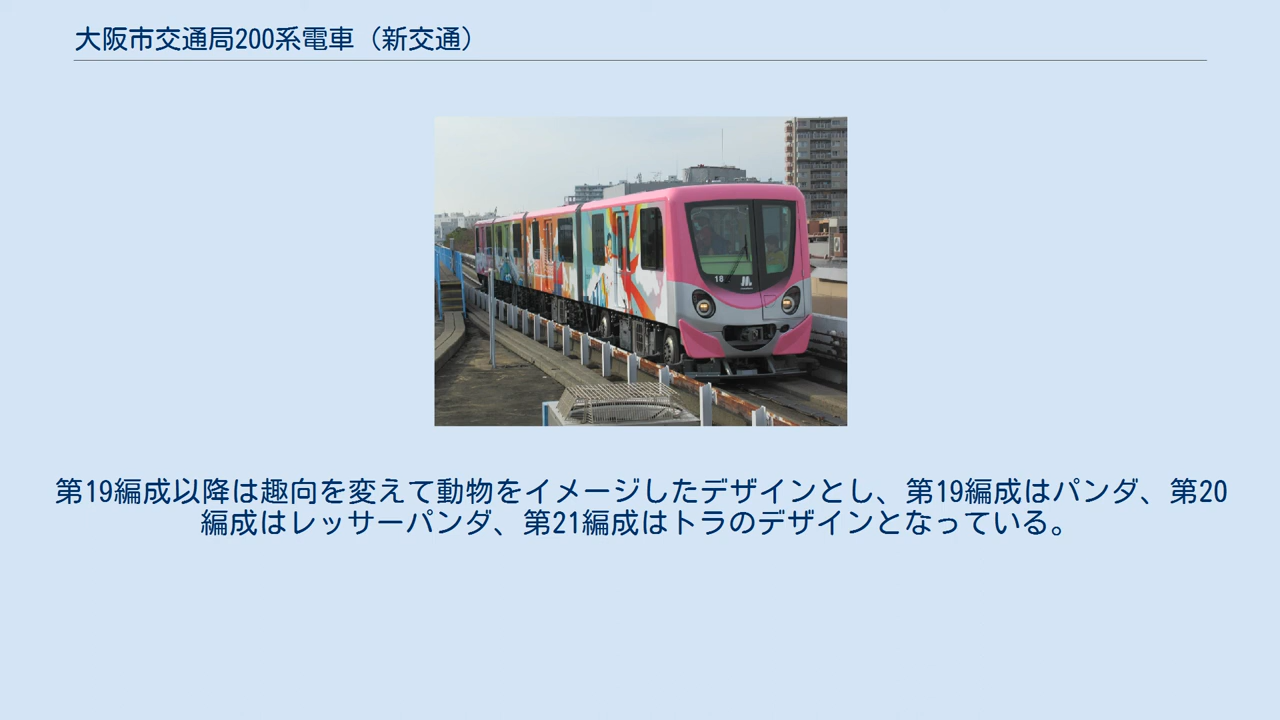 大阪市交通局200系電車（新交通）
18
第19編成以降は趣向を変えて動物をイメージしたデザインとし、第19編成はパンダ、第20
編成はレッサーパンダ、第21編成はトラのデザインとなっている。